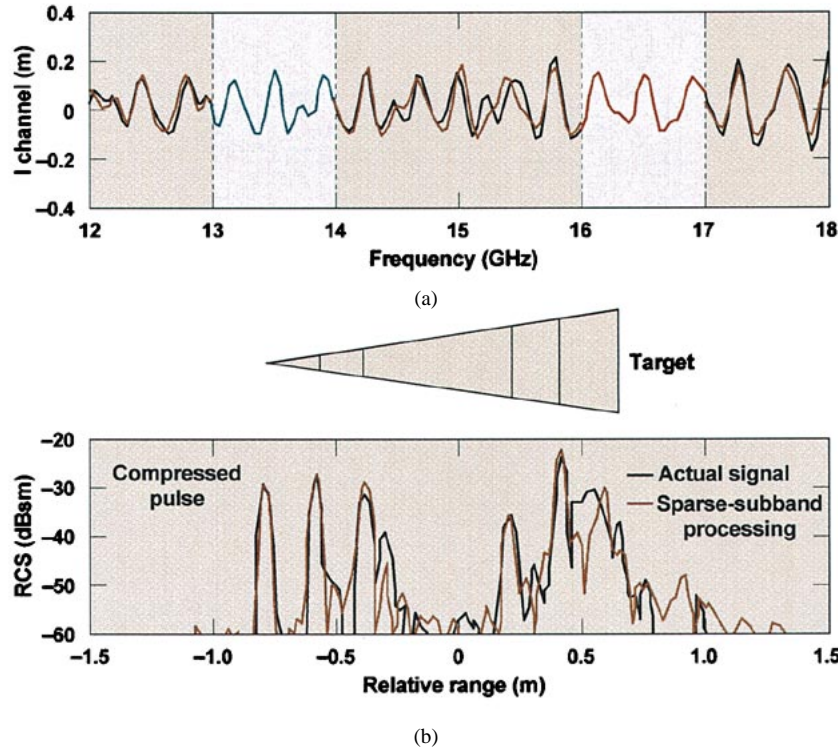 0.4
0.2
0
–0.2
–0.4
I channel (m)
12
13
14
15
16
17
18
Frequency (GHz)
(a)
Target
–20
–30
–40
–50
–60
RCS (dBsm)
Compressed
pulse
Actual signal
Sparse-subband
processing
–1.5
–1.0
–0.5
0
0.5
1.0
1.5
Relative range (m)
(b)